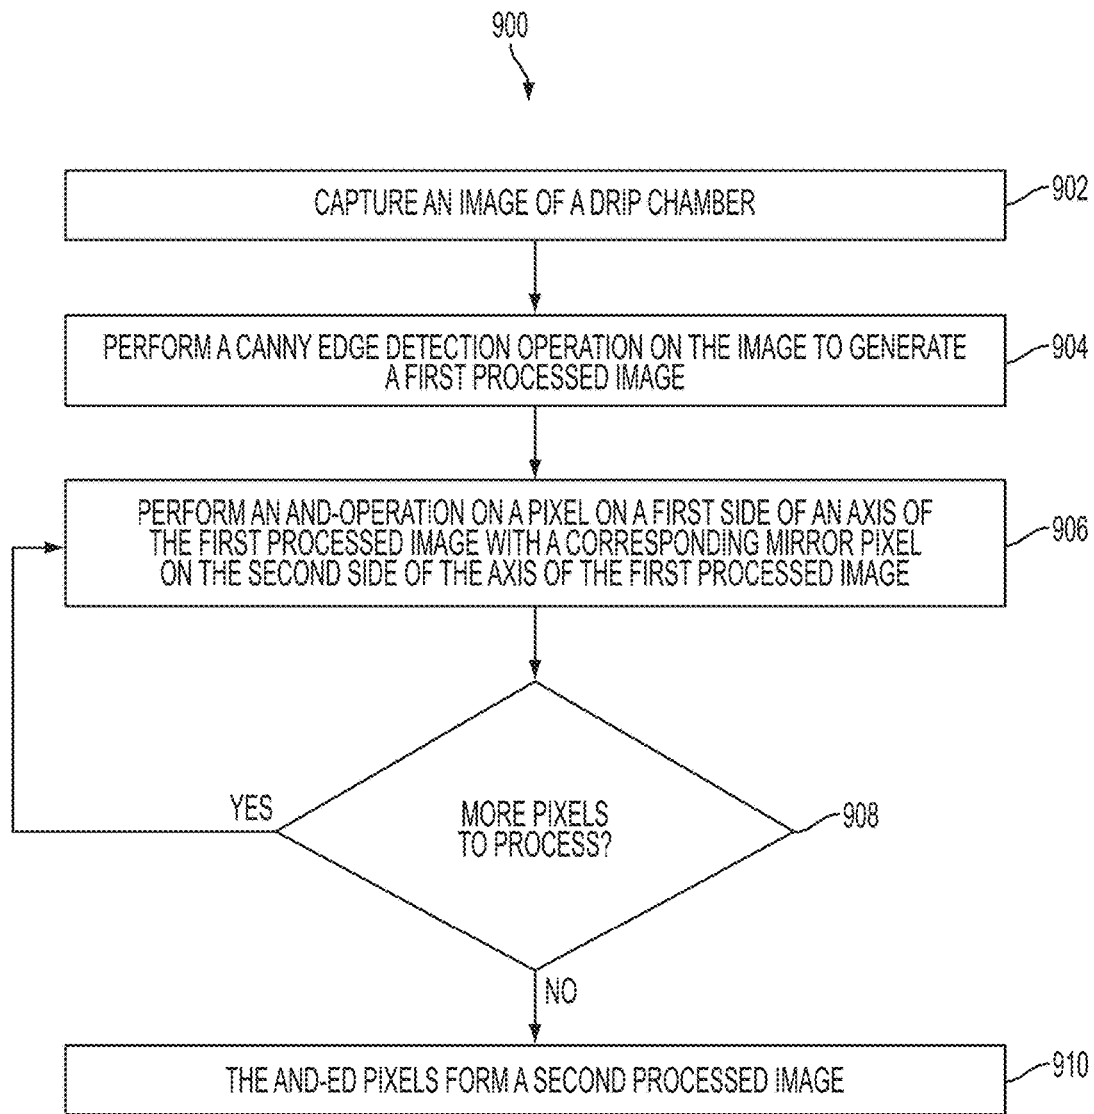 900
CAPTURE AN IMAGE OF A DRIP CHAMBER
902
PERFORM A CANNY EDGE DETECTION OPERATION ON THE IMAGE TO GENERATE
A FIRST PROCESSED IMAGE
904
PERFORM AN AND-OPERATION ON A PIXEL ON A FIRST SIDE OF AN AXIS OF
THE FIRST PROCESSED IMAGE WITH A CORRESPONDING MIRROR PIXEL
ON THE SECOND SIDE OF THE AXIS OF THE FIRST PROCESSED IMAGE
906
YES
MORE PIXELS
TO PROCESS?
908
NO
THE AND-ED PIXELS FORM A SECOND PROCESSED IMAGE
910